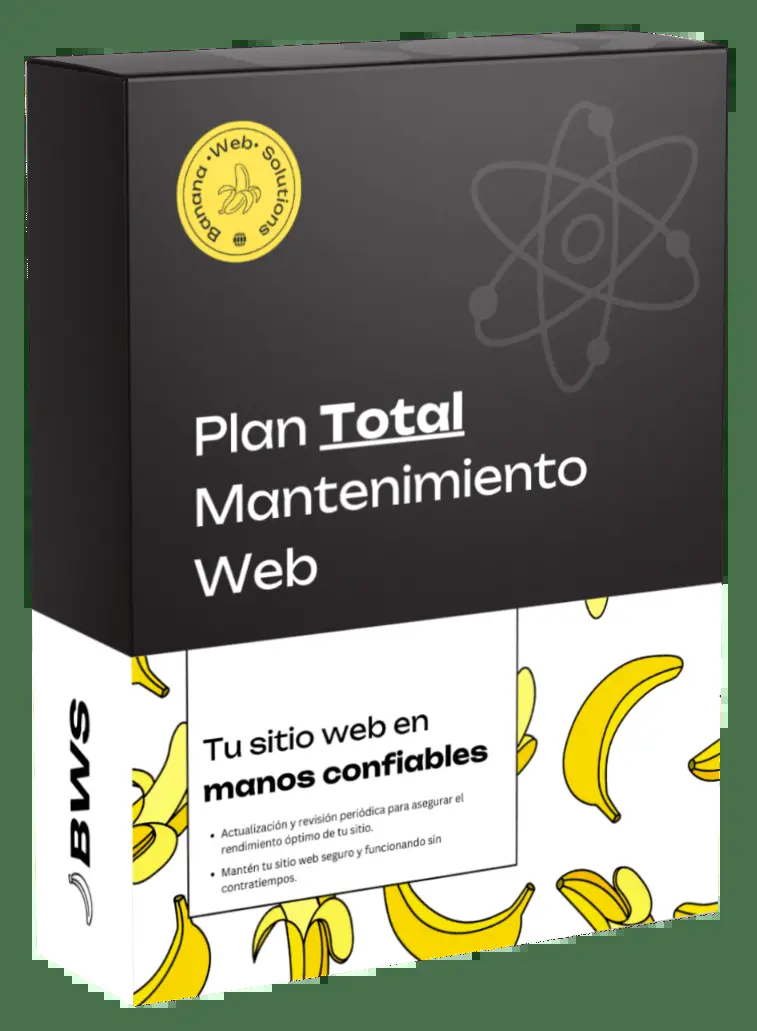 Banana •Web• Solutions
Plan Total
Mantenimiento
Web
Tu sitio web en
manos confiables
• Actualización y revisión periódica para asegurar el
rendimiento óptimo de tu sitio.
• Mantén tu sitio web seguro y funcionando sin
contratiempos.
BWS